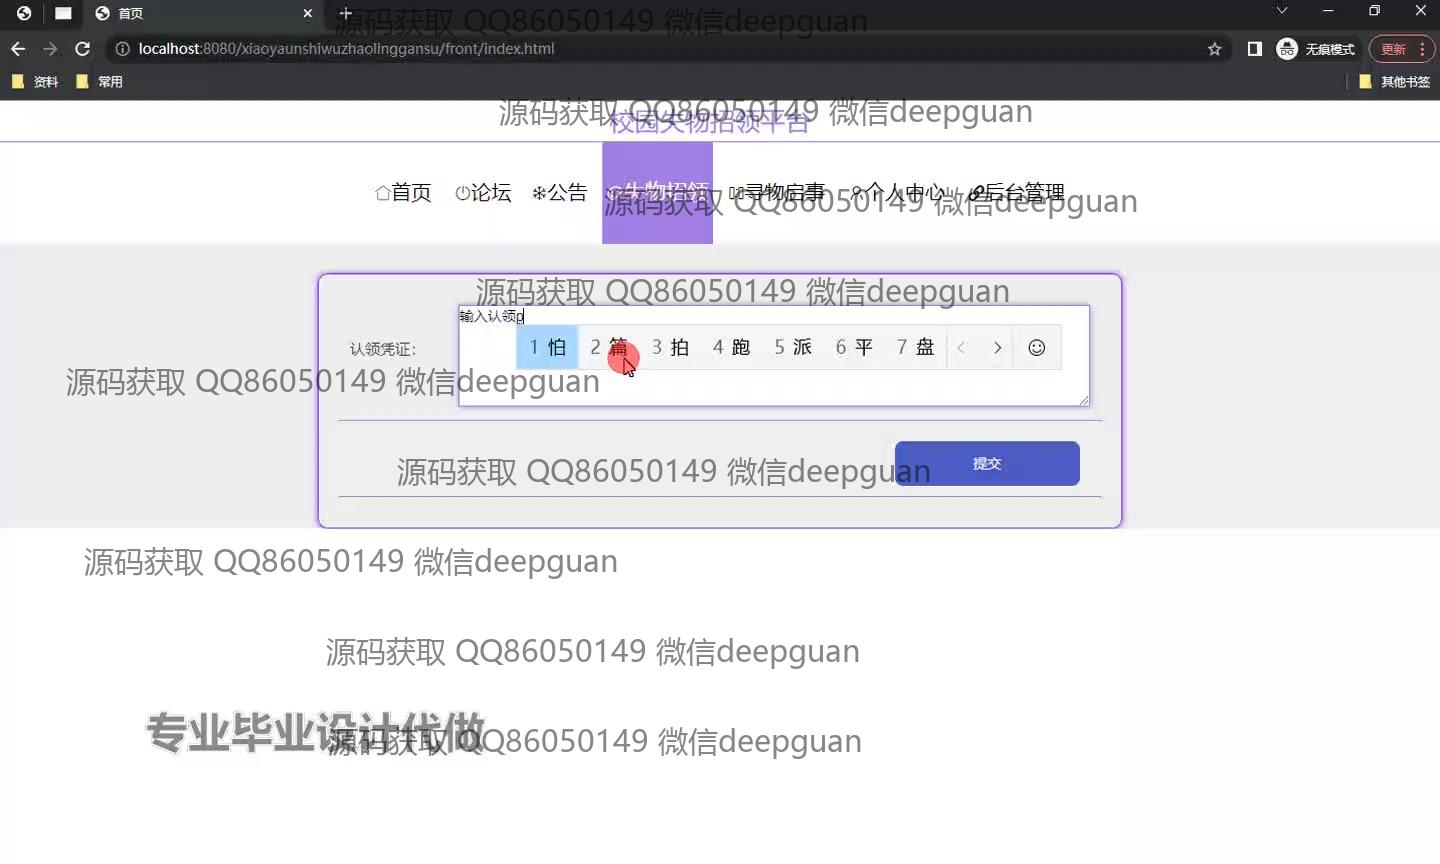 首页
源码获取 QQ86050149 微信deepguan
localhost:8080/xiaoyaunshiwuzhaolinggansu/front/index.html
无痕模式
更新
资料
常用
其他书签
源码获取 QQ86050149 微信deepguan
校园失物招领平台
首页
论坛
公告
失物招领
寻物启事
个人中心
后台管理
源码获取 QQ86050149 微信deepguan
源码获取 QQ86050149 微信deepguan
输入认领p
认领凭证：
1 怕 2 篇 3 拍 4 跑 5 派 6 平 7 盘
源码获取 QQ86050149 微信deepguan
提交
源码获取 QQ86050149 微信deepguan
源码获取 QQ86050149 微信deepguan
源码获取 QQ86050149 微信deepguan
专业毕业设计代做
源码获取 QQ86050149 微信deepguan